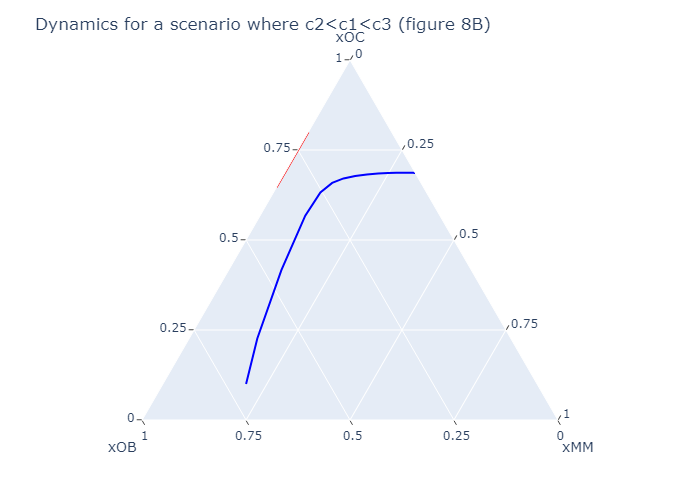 Dynamics for a scenario where c2<c1<c3 (figure 8B)
xOC
1 0
0.75 0.25
0.5 0.5
0.25 0.75
0 1
1 0.75 0.5 0.25 0
xOB xMM